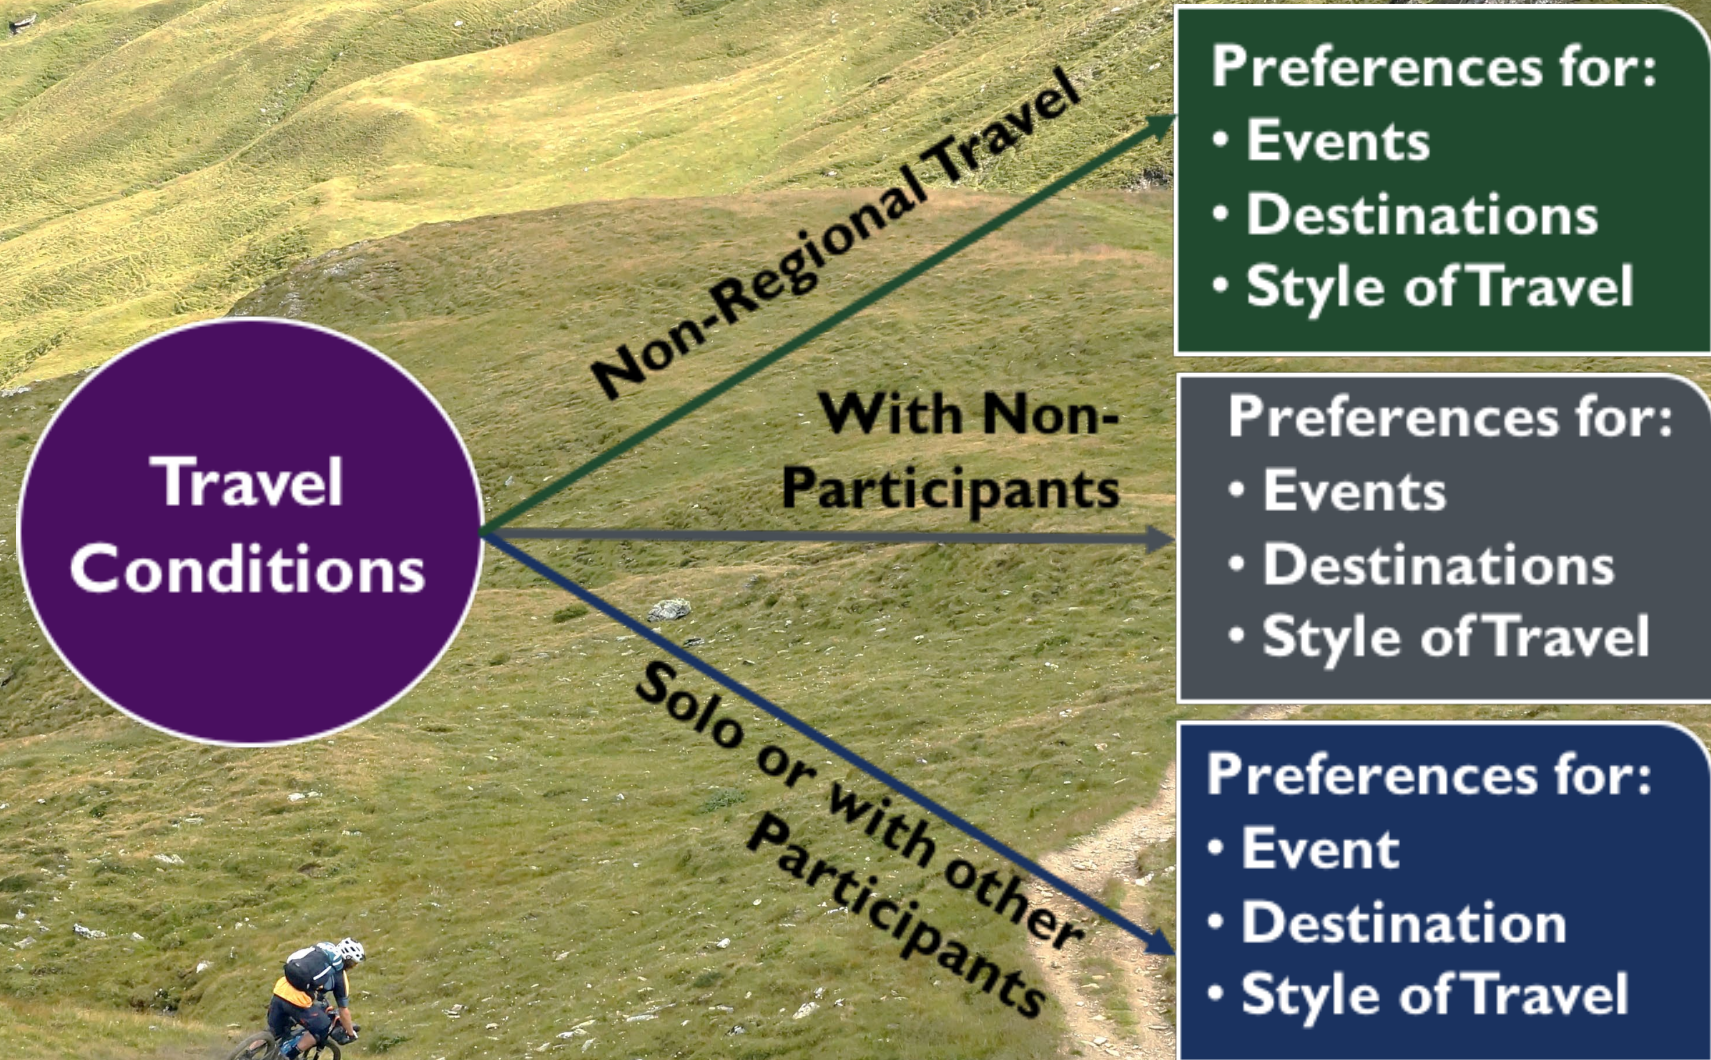 Travel
Conditions
Non-Regional Travel
With Non-
Participants
Solo or with other
Participants
Preferences for:
• Events
• Destinations
• Style of Travel
Preferences for:
• Events
• Destinations
• Style of Travel
Preferences for:
• Event
• Destination
• Style of Travel